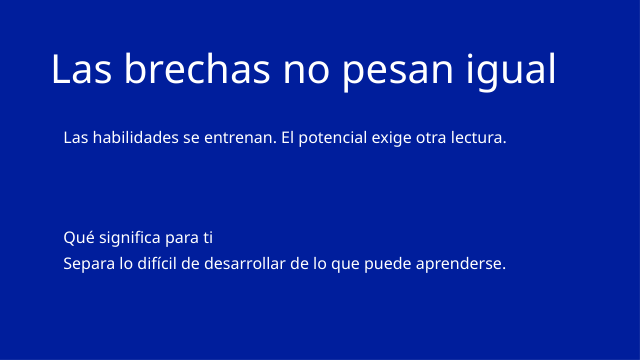 Las brechas no pesan igual
Las habilidades se entrenan. El potencial exige otra lectura.
Qué significa para ti
Separa lo difícil de desarrollar de lo que puede aprenderse.